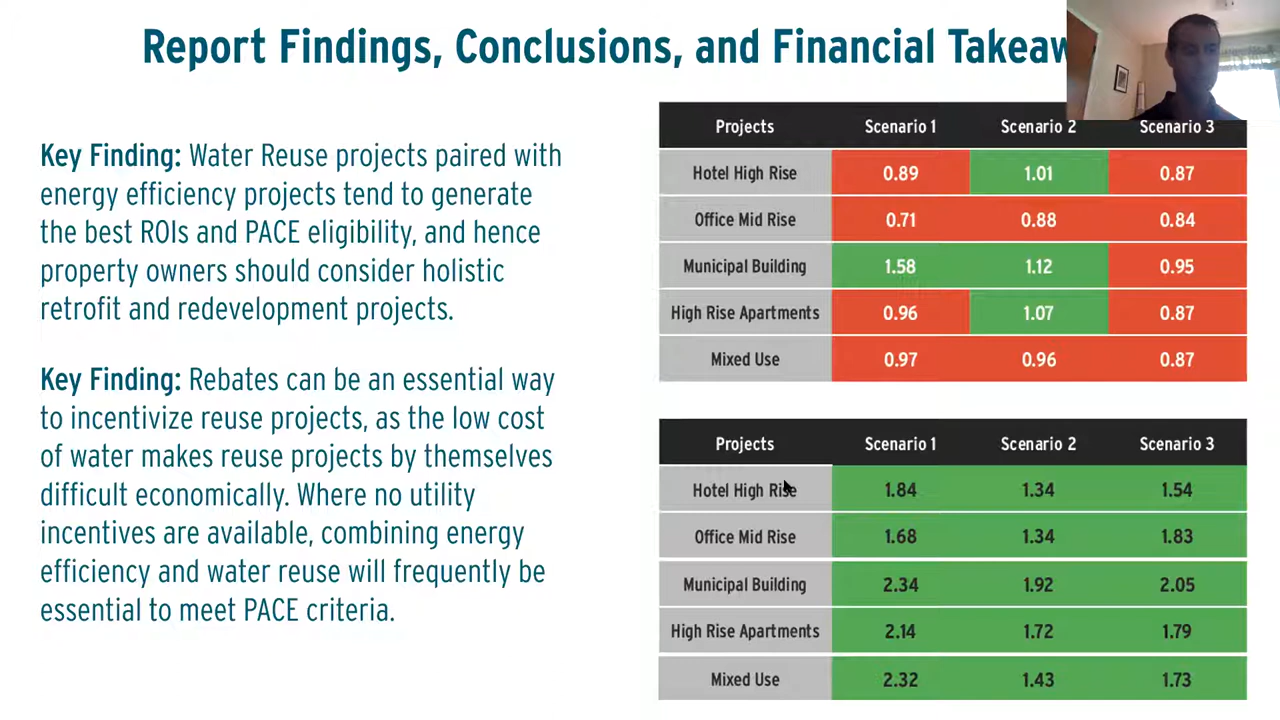 Report Findings, Conclusions, and Financial
Key Finding: Water Reuse projects paired with
energy efficiency projects tend to generate
the best ROIs and PACE eligibility, and hence
property owners should consider holistic
retrofit and redevelopment projects.
Key Finding: Rebates can be an essential way
to incentivize reuse projects, as the low cost
of water makes reuse projects by themselves
difficult economically. Where no utility
incentives are available, combining energy
efficiency and water reuse will frequently be
essential to meet PACE criteria.
Projects Scenario 1 Scenario 2 Scenario 3
Hotel High Rise 0.89 1.01 0.87
Office Mid Rise 0.71 0.88 0.84
Municipal Building 1.58 1.12 0.95
High Rise Apartments 0.96 1.07 0.87
Mixed Use 0.97 0.96 0.87
Projects Scenario 1 Scenario 2 Scenario 3
Hotel High Rise 1.84 1.34 1.54
Office Mid Rise 1.68 1.34 1.83
Municipal Building 2.34 1.92 2.05
High Rise Apartments 2.14 1.72 1.79
Mixed Use 2.32 1.43 1.73